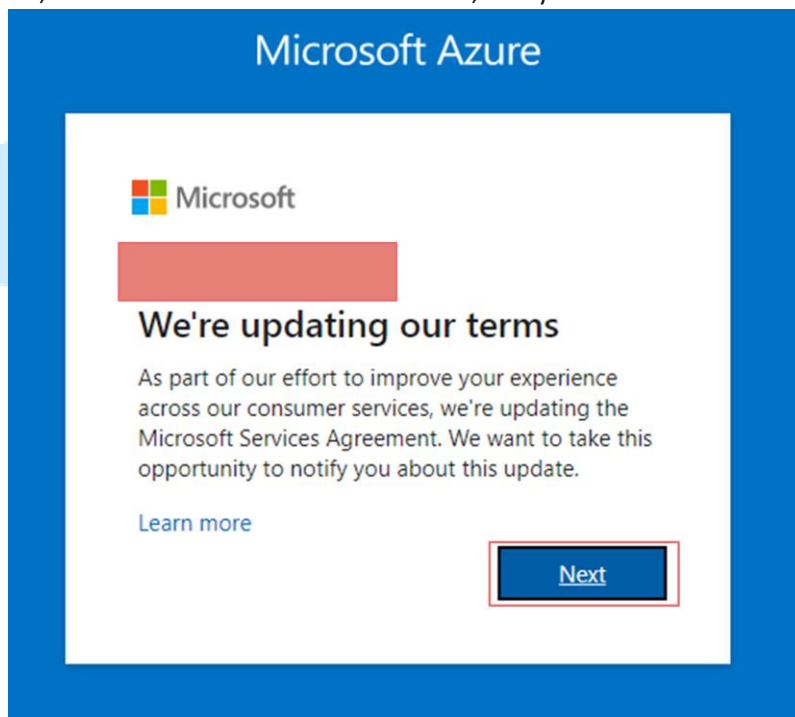 Microsoft Azure
Microsoft
We're updating our terms
As part of our effort to improve your experience
across our consumer services, we're updating the
Microsoft Services Agreement. We want to take this
opportunity to notify you about this update.
Learn more
Next